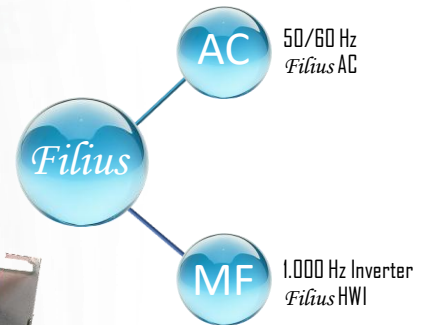 AC
50/60 Hz
Filius AC
Filius
MF
1.000 Hz Inverter
Filius HWI